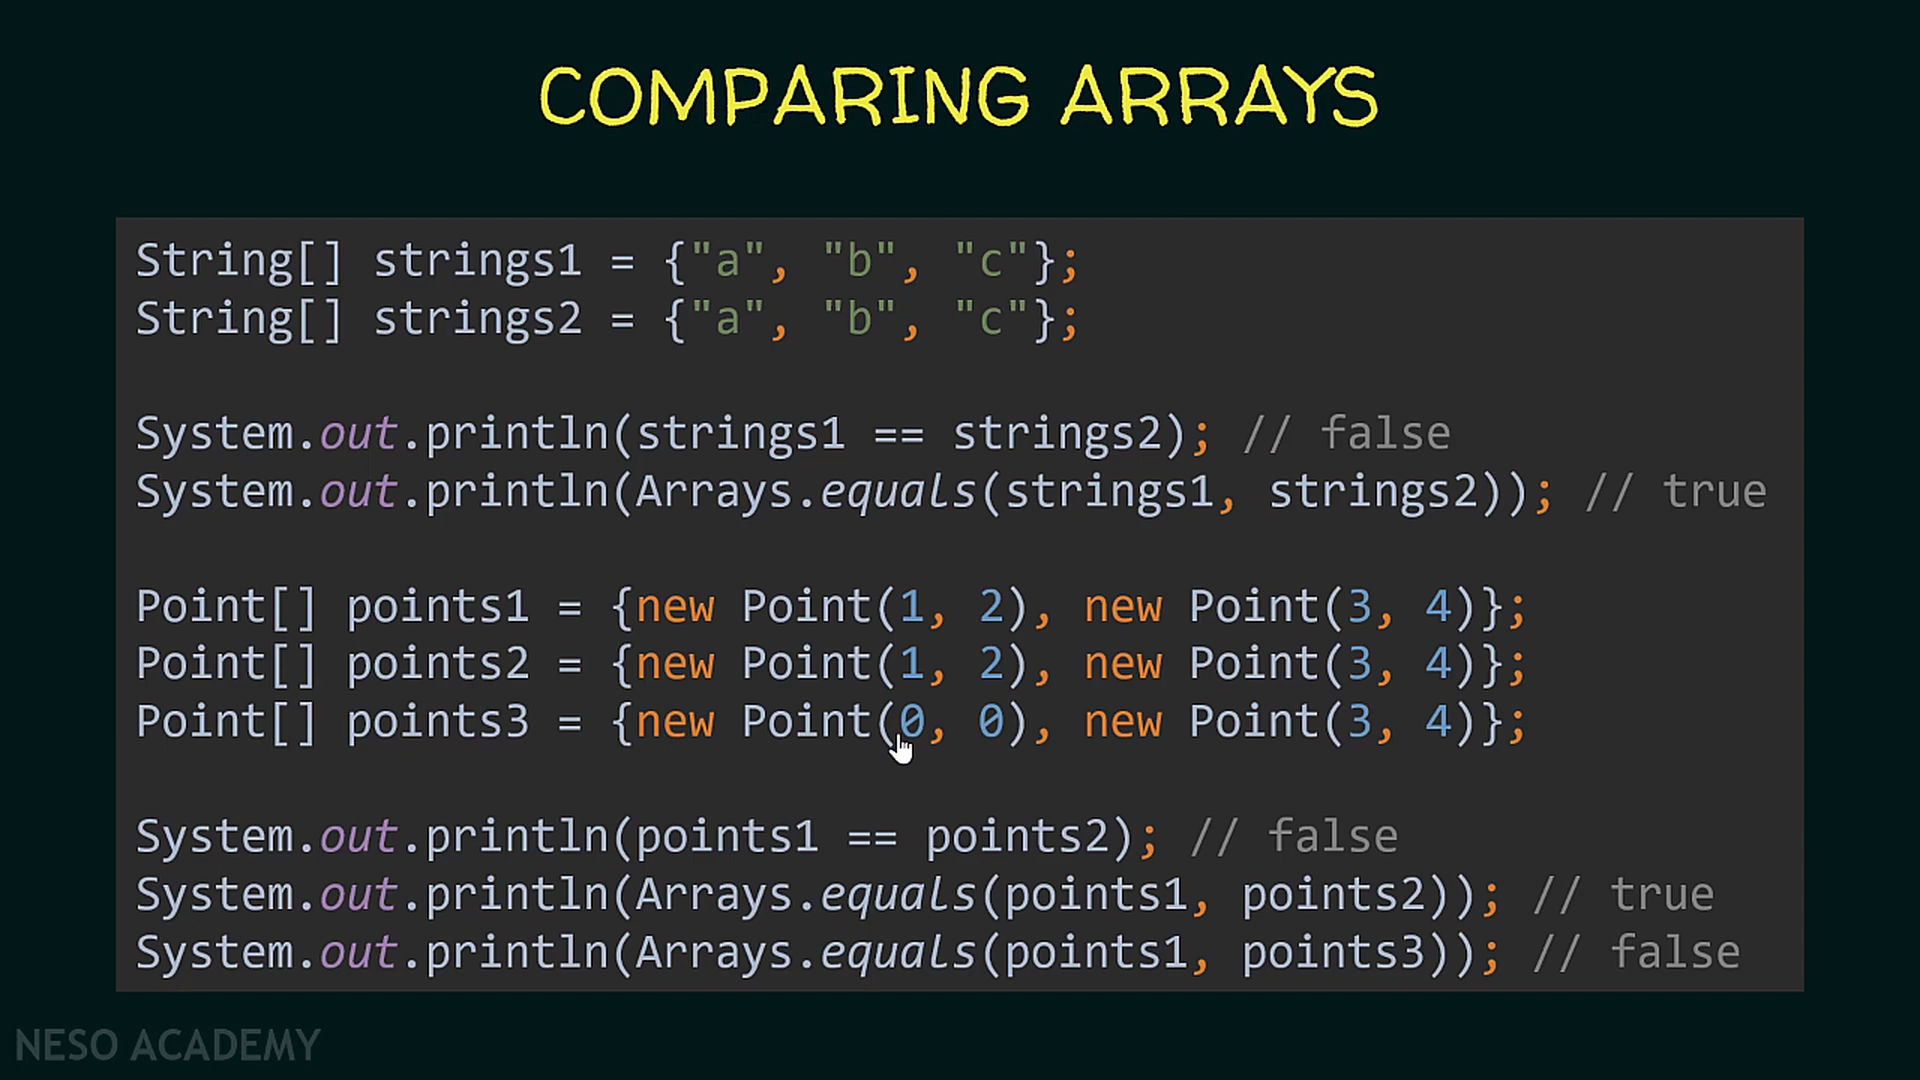 COMPARING ARRAYS
String[] strings1 = {"a", "b", "c"};
String[] strings2 = {"a", "b", "c"};
System.out.println(strings1 == strings2); // false
System.out.println(Arrays.equals(strings1, strings2)); // true
Point[] points1 = {new Point(1, 2), new Point(3, 4)};
Point[] points2 = {new Point(1, 2), new Point(3, 4)};
Point[] points3 = {new Point(0, 0), new Point(3, 4)};
System.out.println(points1 == points2); // false
System.out.println(Arrays.equals(points1, points2)); // true
System.out.println(Arrays.equals(points1, points3)); // false
NESO ACADEMY